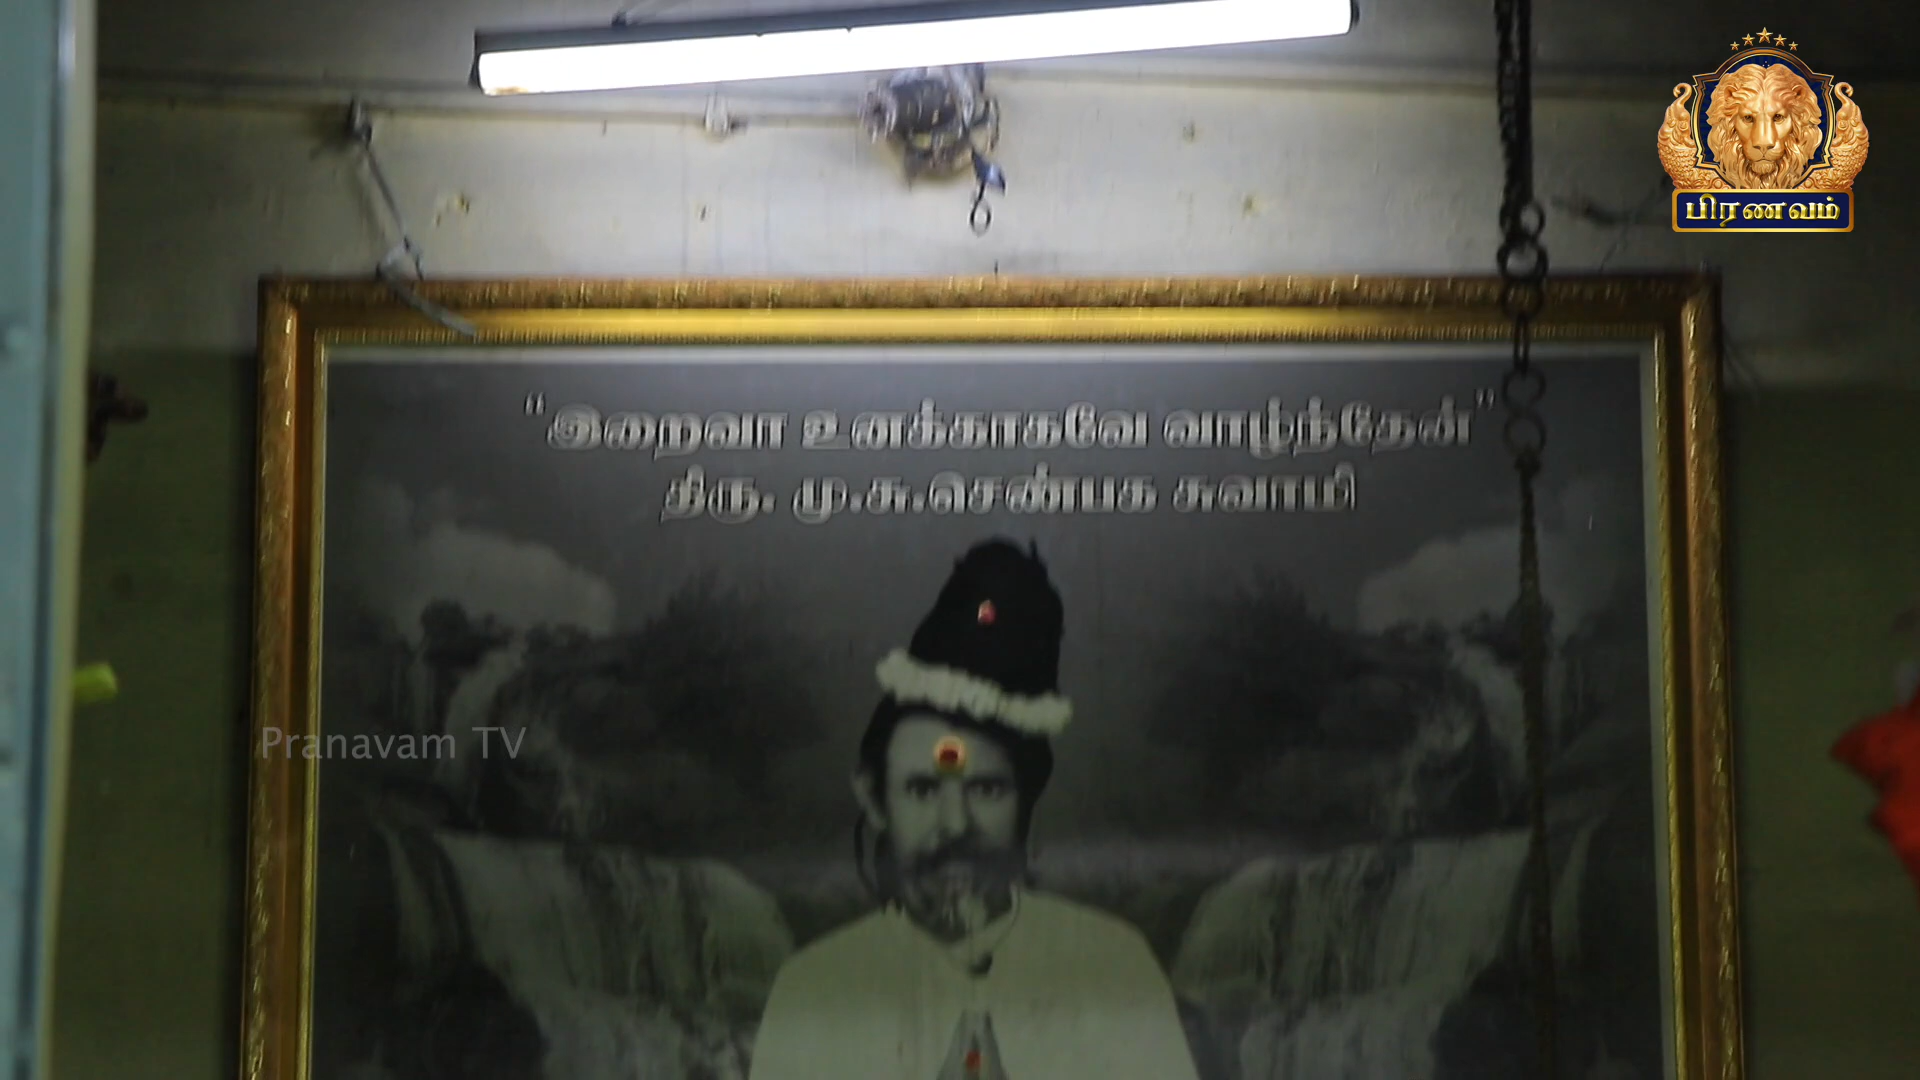 பிரணவம்
“இறைவா உனக்காகவே வாழ்ந்தேன்”
திரு. மு.சு.செண்பக சுவாமி
Pranavam TV